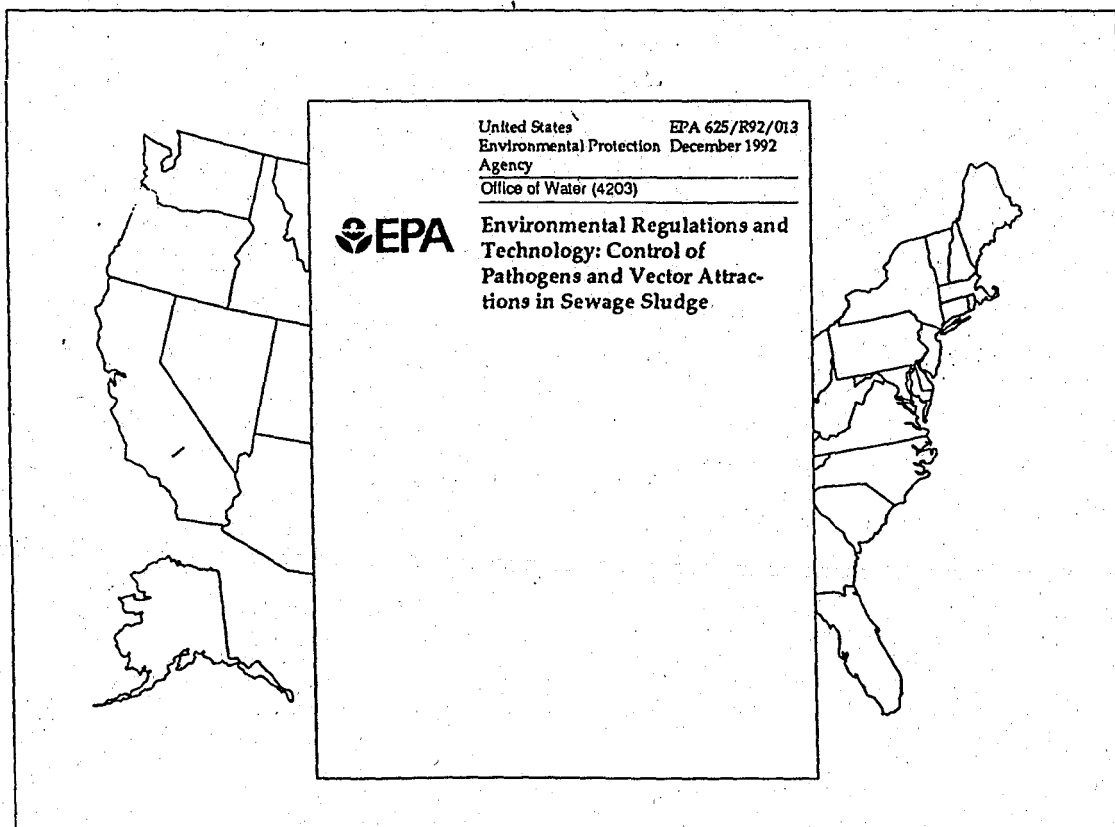 United States EPA 625/R92/013
Environmental Protection December 1992
Agency
Office of Water (4203)
EPA
Environmental Regulations and
Technology: Control of
Pathogens and Vector Attrac-
tions in Sewage Sludge